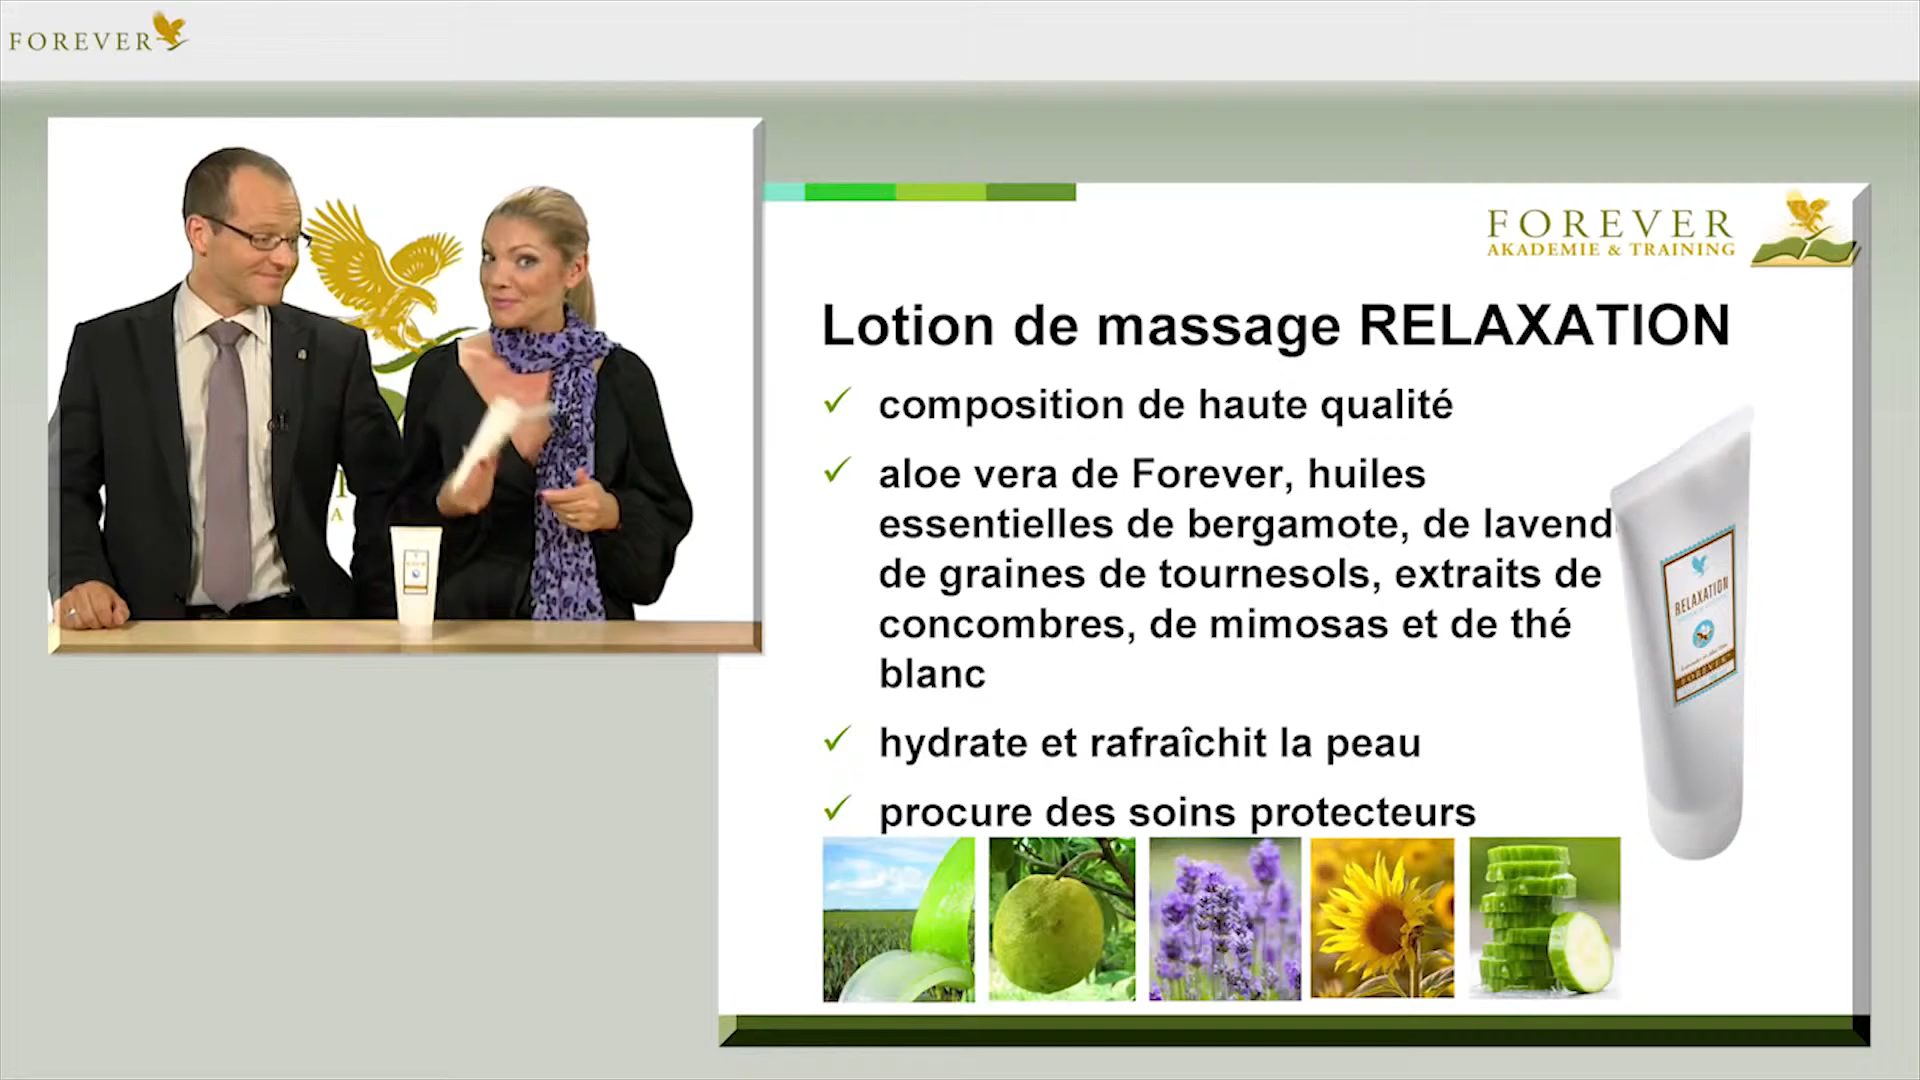 FOREVER
FOREVER
AKADEMIE & TRAINING
Lotion de massage RELAXATION
composition de haute qualité
aloe vera de Forever, huiles
essentielles de bergamote, de lavend
de graines de tournesols, extraits de
concombres, de mimosas et de thé
blanc
hydrate et rafraîchit la peau
procure des soins protecteurs
RELAXATION
FOREVER